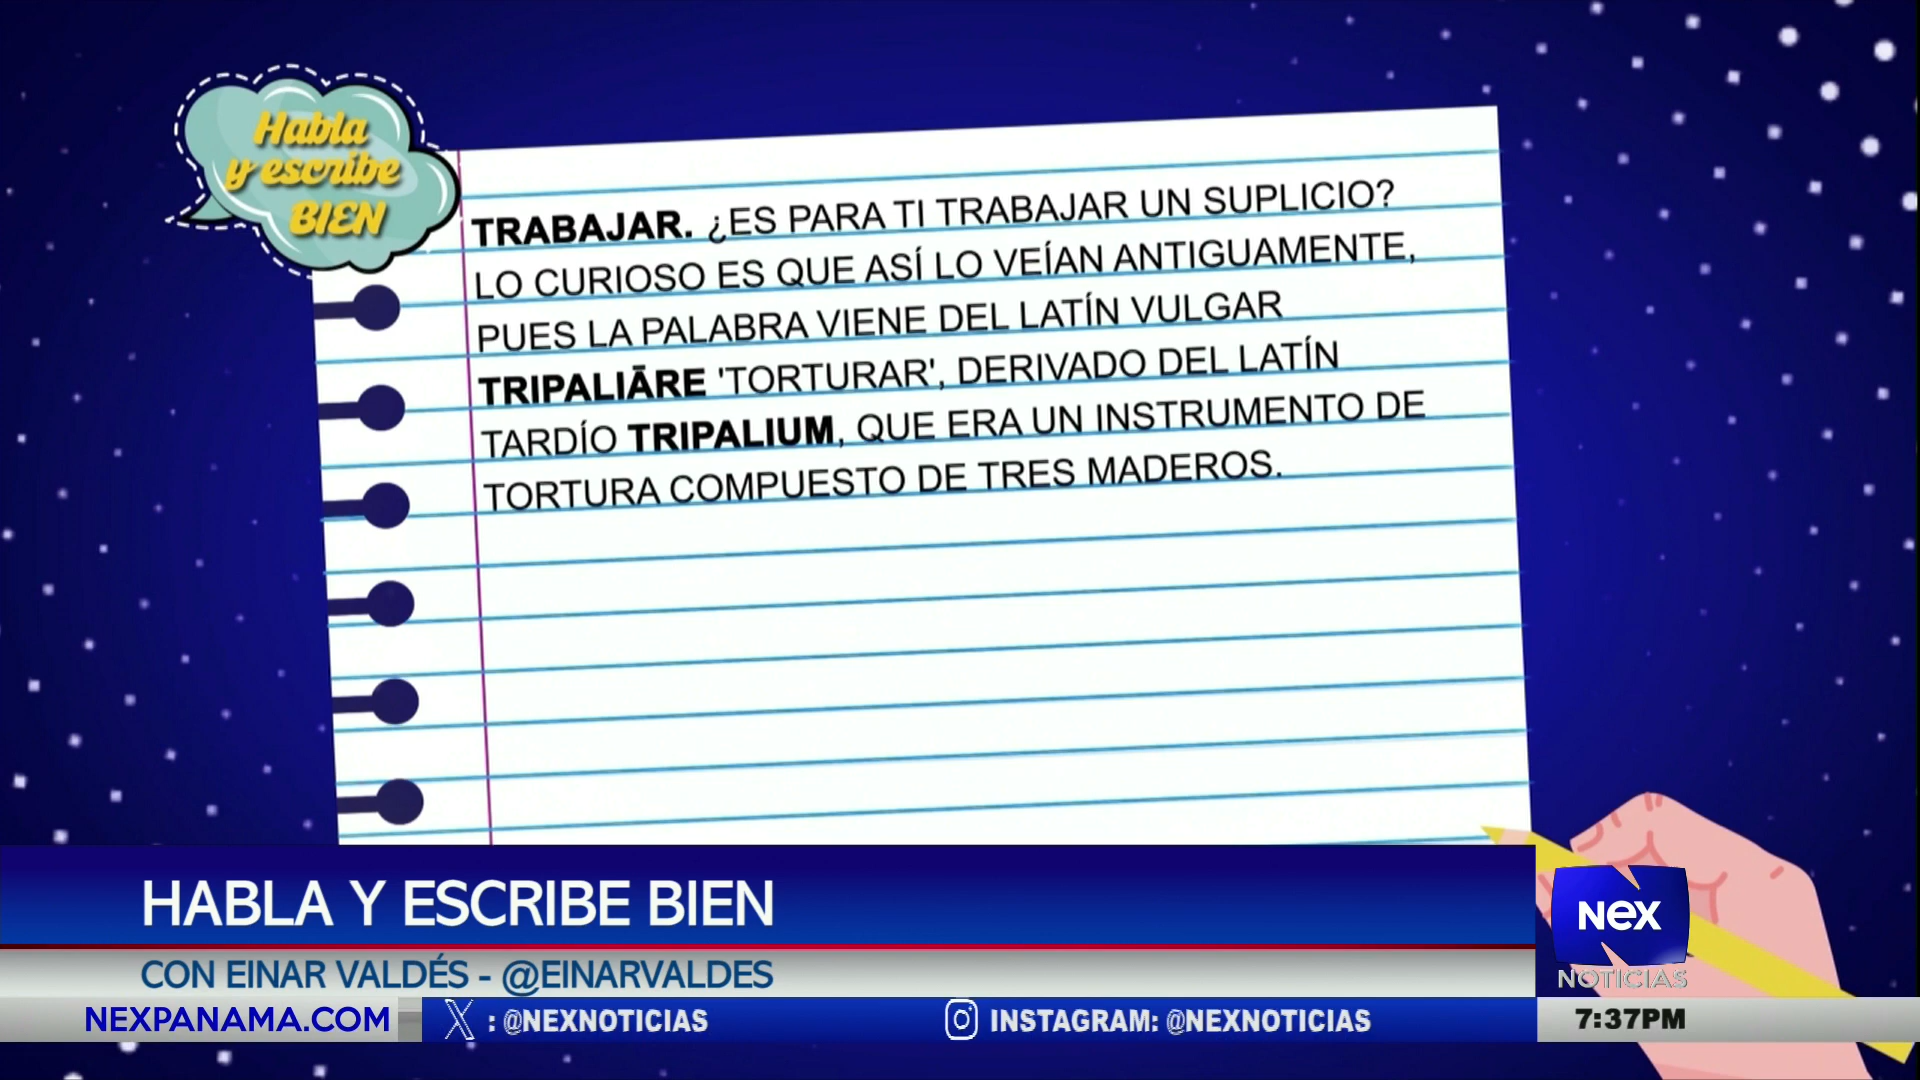 Habla
y escribe
BIEN
TRABAJAR. ¿ES PARA TI TRABAJAR UN SUPLICIO?
LO CURIOSO ES QUE ASÍ LO VEÍAN ANTIGUAMENTE,
PUES LA PALABRA VIENE DEL LATÍN VULGAR
TRIPALIĀRE 'TORTURAR', DERIVADO DEL LATÍN
TARDÍO TRIPALIUM, QUE ERA UN INSTRUMENTO DE
TORTURA COMPUESTO DE TRES MADEROS.
HABLA Y ESCRIBE BIEN
CON EINAR VALDÉS - @EINARVALDES
NEX
NOTICIAS
NEXPANAMA.COM X : @NEXNOTICIAS INSTAGRAM: @NEXNOTICIAS 7:37PM